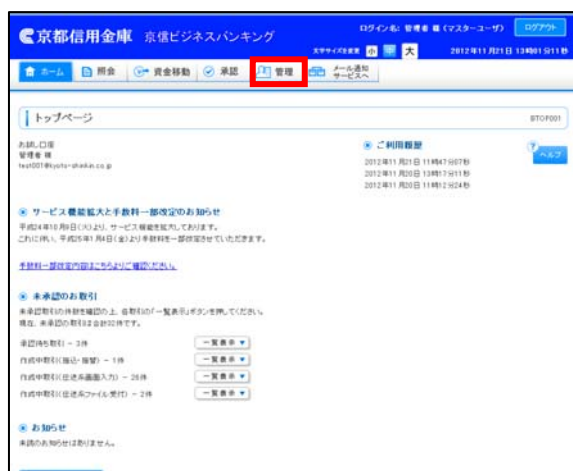 京都信用金庫 京信ビジネスバンキング
ログイン名: 管理者 様 (マスターユーザ) ログアウト
文字サイズを変更 小 中 大 2012年11月21日 13時01分11秒
ホーム 照会 資金移動 承認 管理 メール通知サービスへ
トップページ BTOP001
お試し口座
管理者 様
test001@kyoto-shinkin.co.jp
ご利用履歴
2012年11月21日 11時47分07秒
2012年11月20日 13時17分11秒
2012年11月20日 11時12分24秒
ヘルプ
サービス機能拡大と手数料一部改定のお知らせ
平成24年10月9日(火)より、サービス機能を拡大しております。
これに伴い、平成25年1月4日(金)より手数料を一部改定させていただきます。
手数料一部改定内容はこちらよりご確認ください。
未承認のお取引
未承認取引の件数を確認の上、各取引の「一覧表示」ボタンを押してください。
現在、未承認の取引は合計32件です。
承認待ち取引 - 3件 一覧表示
作成中取引(振込・振替) - 1件 一覧表示
作成中取引(伝送系画面入力) - 26件 一覧表示
作成中取引(伝送系ファイル受付) - 2件 一覧表示
お知らせ
未読のお知らせはありません。